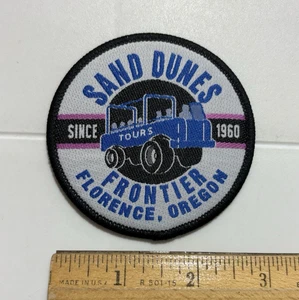 SAND DUNES
SINCE 1960
TOURS
FRONTIER
FLORENCE, OREGON
1 2 3
MADE IN U.S.A.